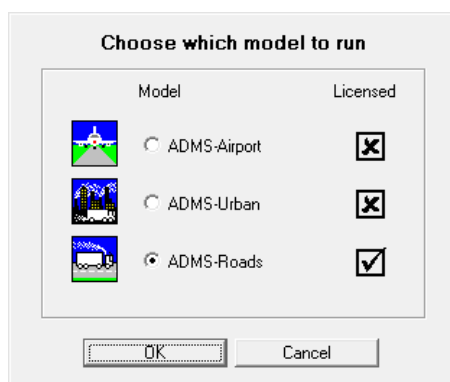 Choose which model to run
Model Licensed
ADMS-Airport
ADMS-Urban
ADMS-Roads
OK Cancel